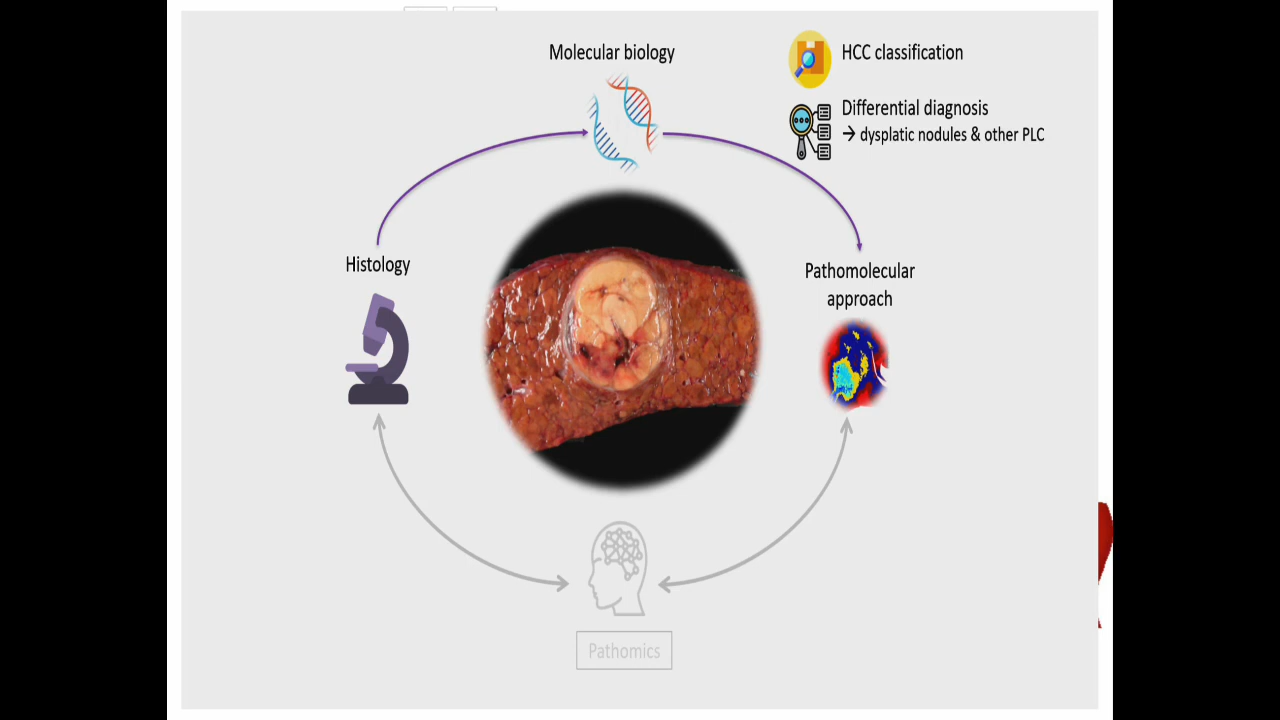 Molecular biology
HCC classification
Differential diagnosis
→ dysplatic nodules & other PLC
Histology
Pathomolecular
approach
Pathomics